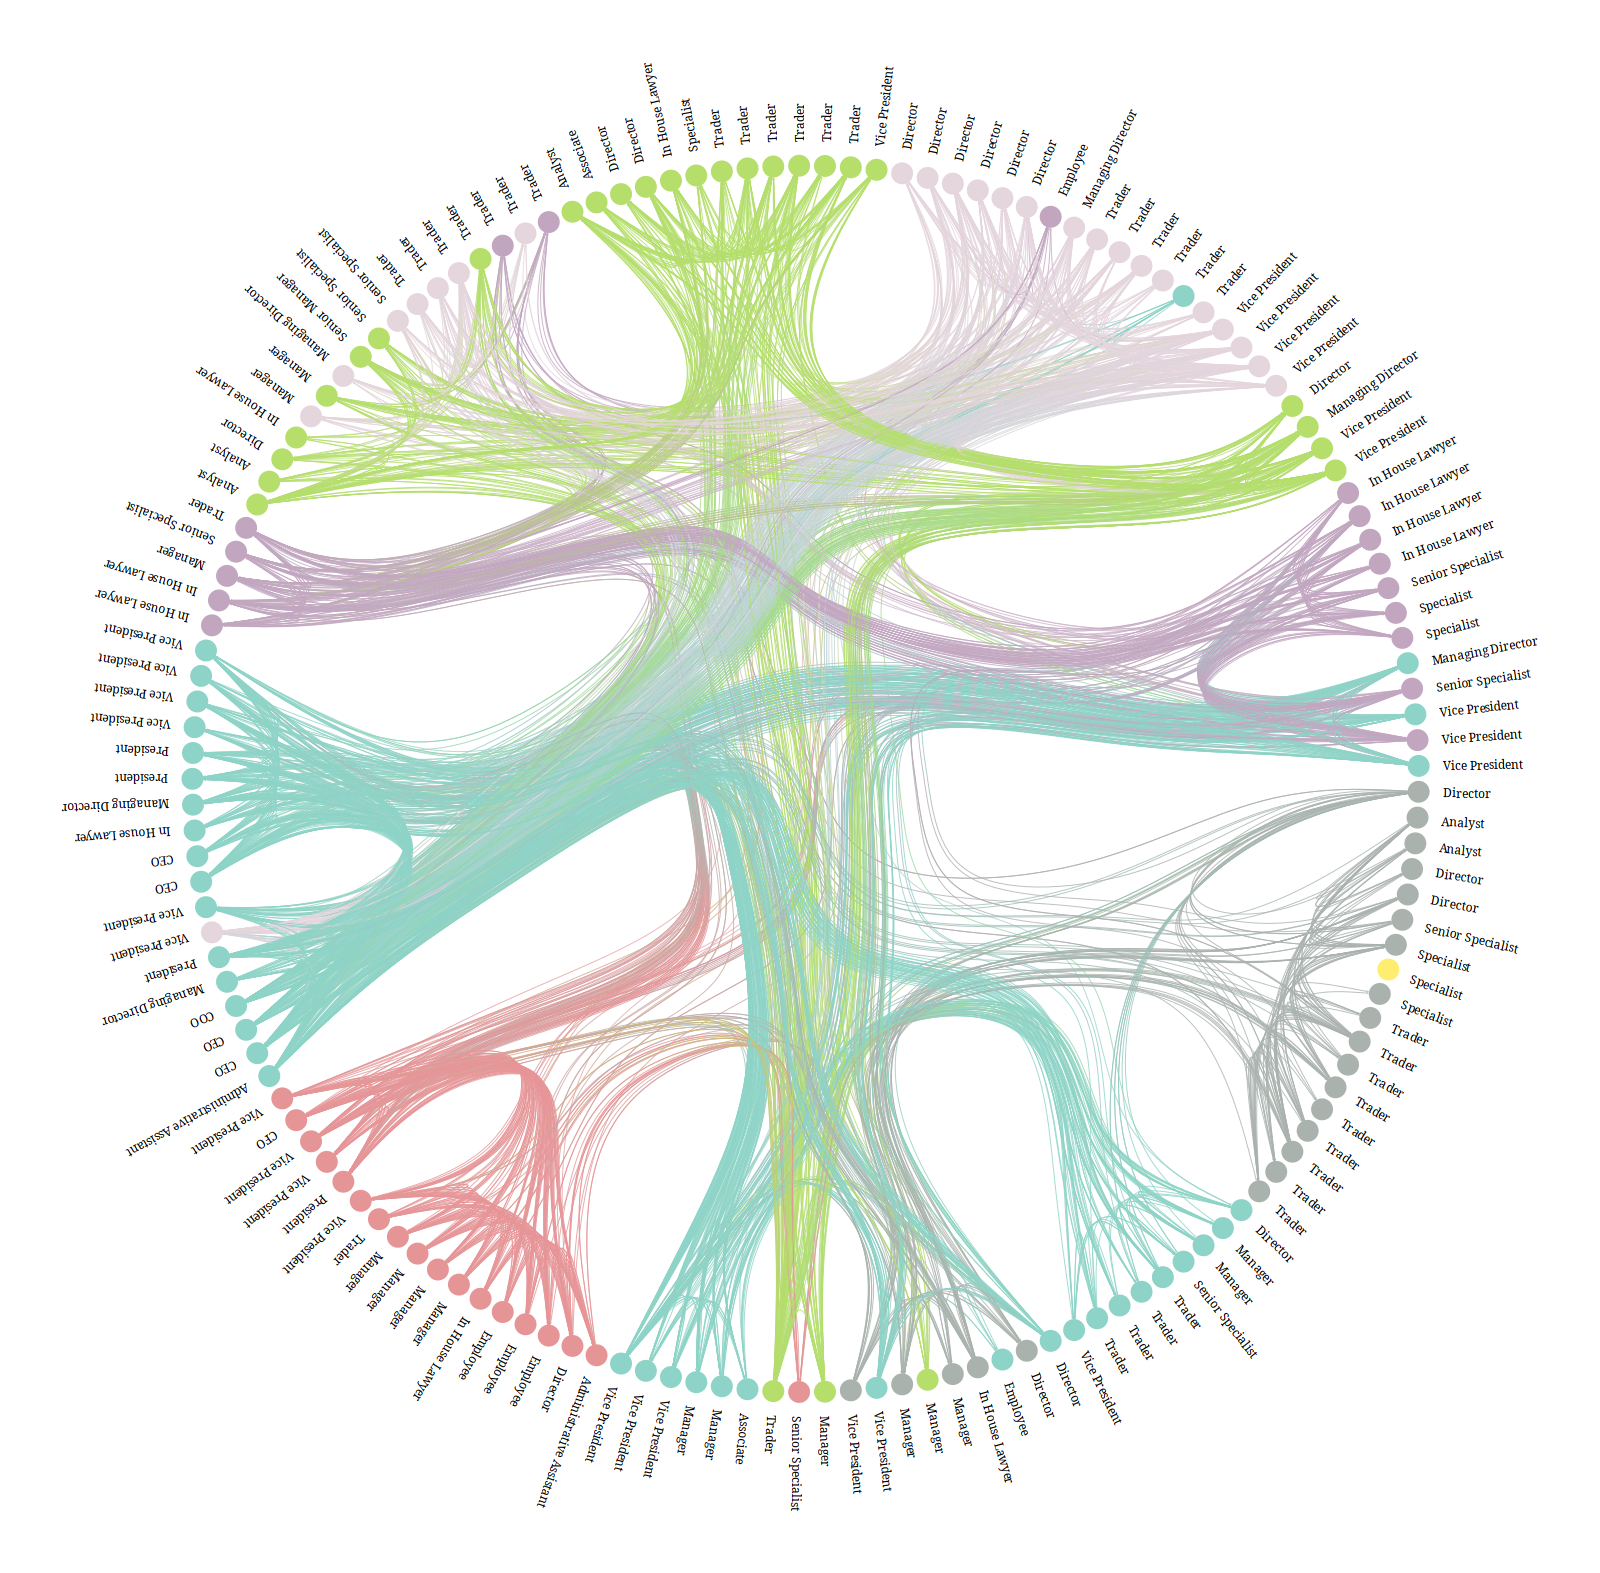 Trader
Trader
Trader
Vice President
Director
Director
Director
Director
Director
Director
Employee
Managing Director
Trader
Trader
Trader
Trader
Trader
Trader
Vice President
Vice President
Vice President
Vice President
Director
Managing Director
Vice President
Vice President
In House Lawyer
In House Lawyer
In House Lawyer
In House Lawyer
Senior Specialist
Specialist
Specialist
Managing Director
Senior Specialist
Vice President
Vice President
Vice President
Director
Analyst
Analyst
Director
Director
Senior Specialist
Specialist
Specialist
Specialist
Trader
Trader
Trader
Trader
Trader
Trader
Trader
Trader
Trader
Director
Manager
Manager
Senior Specialist
Trader
Trader
Trader
Trader
Vice President
Director
Director
Employee
In House Lawyer
Manager
Manager
Manager
Vice President
Vice President
Manager
Senior Specialist
Trader
Associate
Manager
Manager
Vice President
Vice President
Vice President
Administrative Assistant
Director
Employee
Employee
Employee
In House Lawyer
Manager
Manager
Manager
Manager
Trader
Vice President
President
Vice President
Vice President
CFO
Vice President
Administrative Assistant
CEO
CEO
COO
Managing Director
President
Vice President
Vice President
CEO
CEO
In House Lawyer
Managing Director
President
President
Vice President
Vice President
Vice President
Vice President
In House Lawyer
In House Lawyer
Manager
Senior Specialist
Trader
Analyst
Analyst
Director
In House Lawyer
Manager
Manager
Managing Director
Senior Manager
Senior Specialist
Senior Specialist
Trader
Trader
Trader
Trader
Trader
Trader
Trader
Analyst
Associate
Director
Director
In House Lawyer
Specialist
Trader
Trader
Trader